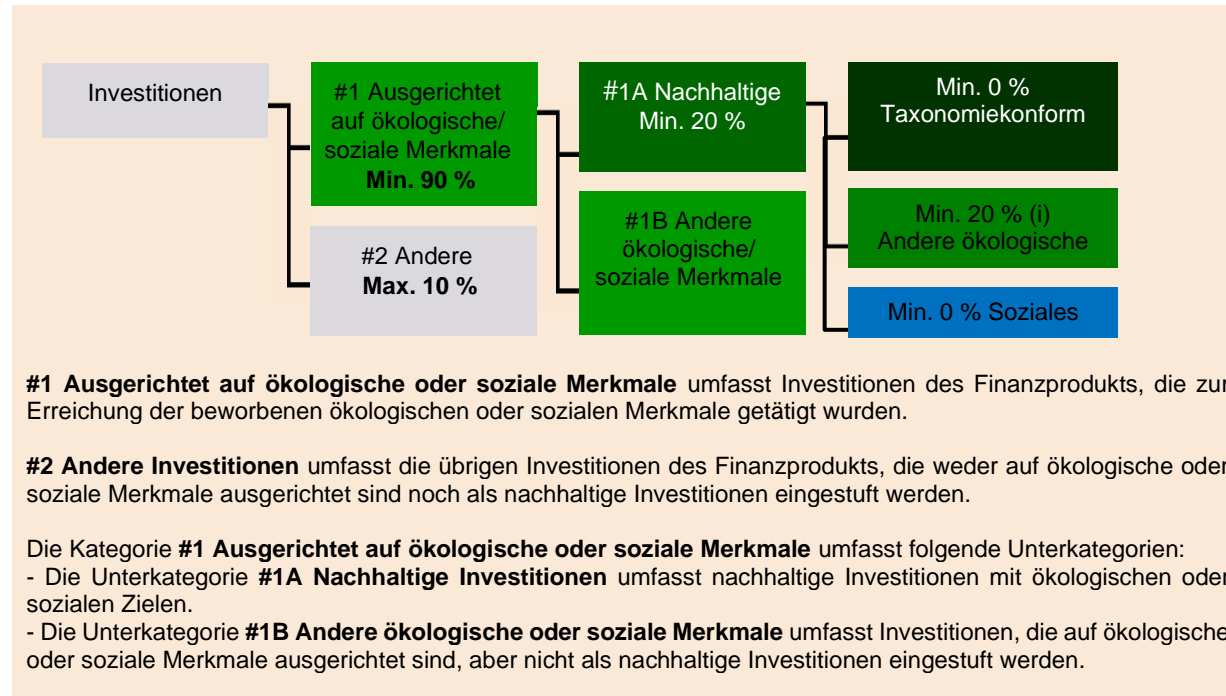 Investitionen
#1 Ausgerichtet
auf ökologische/
soziale Merkmale
Min. 90 %
#2 Andere
Max. 10 %
#1A Nachhaltige
Min. 20 %
#1B Andere
ökologische/
soziale Merkmale
Min. 0 %
Taxonomiekonform
Min. 20 % (i)
Andere ökologische
Min. 0 % Soziales
#1 Ausgerichtet auf ökologische oder soziale Merkmale umfasst Investitionen des Finanzprodukts, die zur
Erreichung der beworbenen ökologischen oder sozialen Merkmale getätigt wurden.
#2 Andere Investitionen umfasst die übrigen Investitionen des Finanzprodukts, die weder auf ökologische oder
soziale Merkmale ausgerichtet sind noch als nachhaltige Investitionen eingestuft werden.
Die Kategorie #1 Ausgerichtet auf ökologische oder soziale Merkmale umfasst folgende Unterkategorien:
- Die Unterkategorie #1A Nachhaltige Investitionen umfasst nachhaltige Investitionen mit ökologischen oder
sozialen Zielen.
- Die Unterkategorie #1B Andere ökologische oder soziale Merkmale umfasst Investitionen, die auf ökologische
oder soziale Merkmale ausgerichtet sind, aber nicht als nachhaltige Investitionen eingestuft werden.